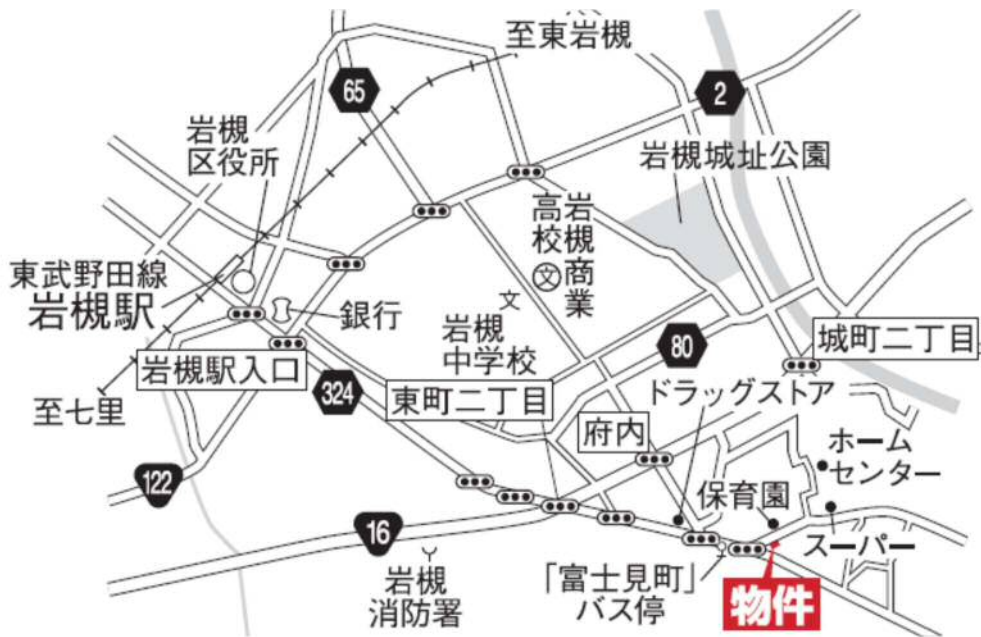 至東岩槻
65
2
岩槻
区役所
岩槻城址公園
岩槻商業
高校
文
文
東武野田線
岩槻駅
銀行
岩槻
中学校
80
城町二丁目
岩槻駅入口
324
東町二丁目
ドラッグストア
至七里
府内
ホーム
センター
122
保育園
16
スーパー
岩槻
消防署
「富士見町」
バス停
物件